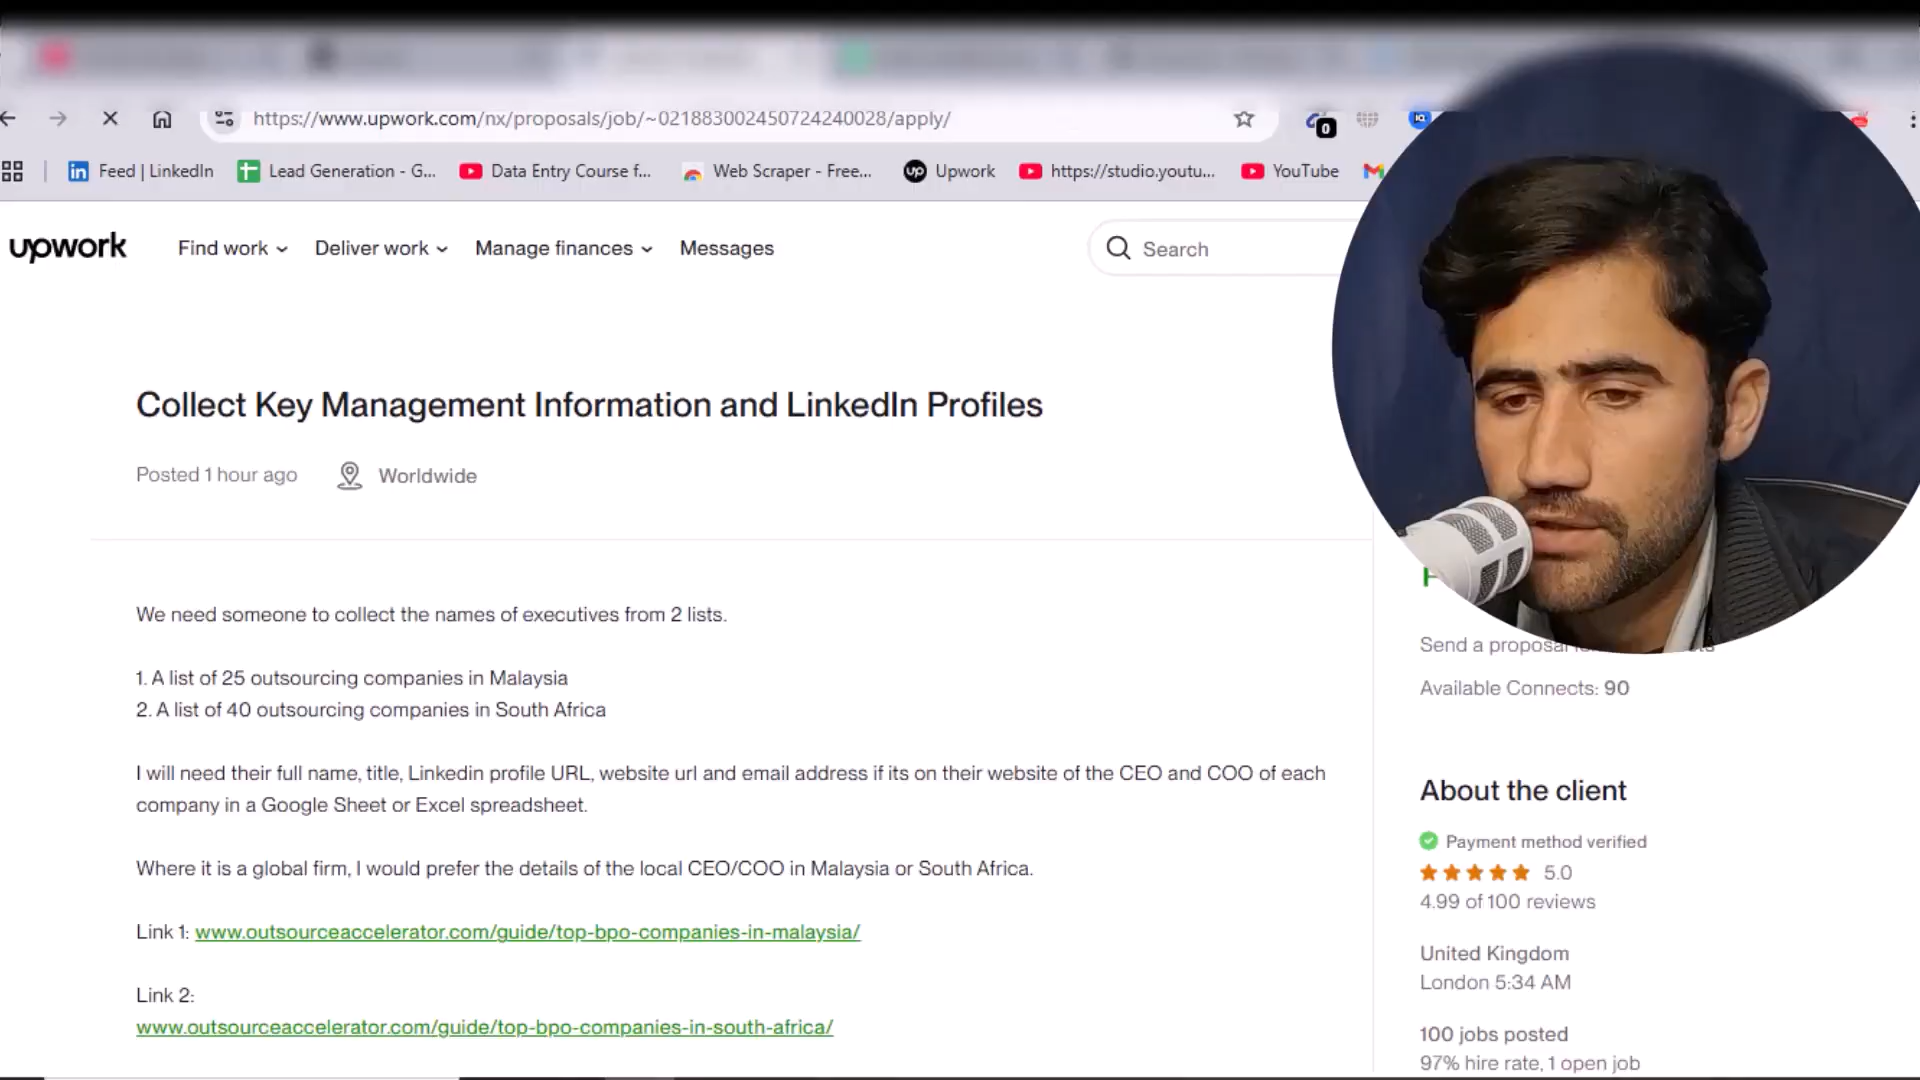 https://www.upwork.com/nx/proposals/job/~021883002450724240028/apply/
0
IQ
Feed | LinkedIn
Lead Generation - G...
Data Entry Course f...
Web Scraper - Free...
up
Upwork
https://studio.youtu...
YouTube
upwork
Find work
Deliver work
Manage finances
Messages
Search
Collect Key Management Information and LinkedIn Profiles
Posted 1 hour ago
Worldwide
We need someone to collect the names of executives from 2 lists.
1. A list of 25 outsourcing companies in Malaysia
2. A list of 40 outsourcing companies in South Africa
I will need their full name, title, Linkedin profile URL, website url and email address if its on their website of the CEO and COO of each
company in a Google Sheet or Excel spreadsheet.
Where it is a global firm, I would prefer the details of the local CEO/COO in Malaysia or South Africa.
Link 1: www.outsourceaccelerator.com/guide/top-bpo-companies-in-malaysia/
Link 2:
www.outsourceaccelerator.com/guide/top-bpo-companies-in-south-africa/
Send a proposal
Available Connects: 90
About the client
Payment method verified
5.0
4.99 of 100 reviews
United Kingdom
London 5:34 AM
100 jobs posted
97% hire rate, 1 open job